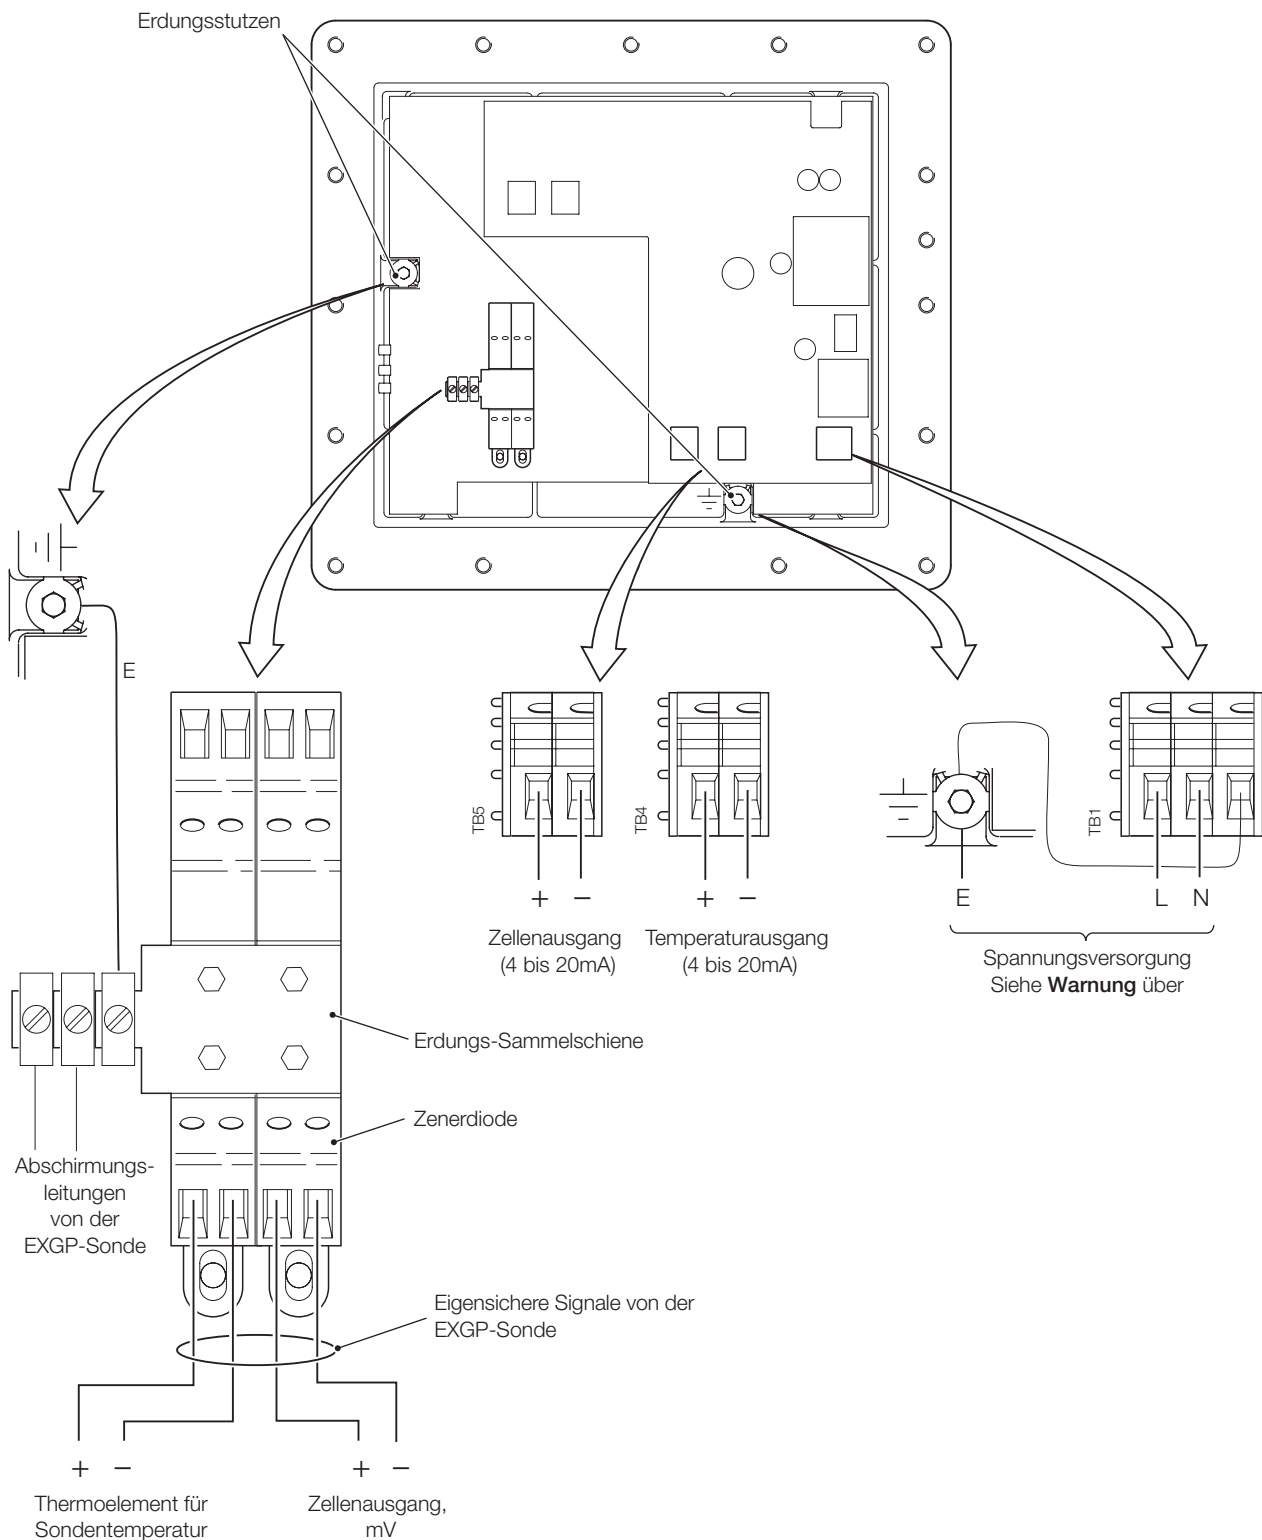 Erdungsstutzen
E
TB5
TB4
TB1
+ −
+ −
E
L N
Zellenausgang
(4 bis 20mA)
Temperaturausgang
(4 bis 20mA)
Spannungsversorgung
Siehe Warnung über
Erdungs-Sammelschiene
Zenerdiode
Abschirmungs-
leitungen
von der
EXGP-Sonde
Eigensichere Signale von der
EXGP-Sonde
+ −
+ −
Thermoelement für
Sondentemperatur
Zellenausgang,
mV